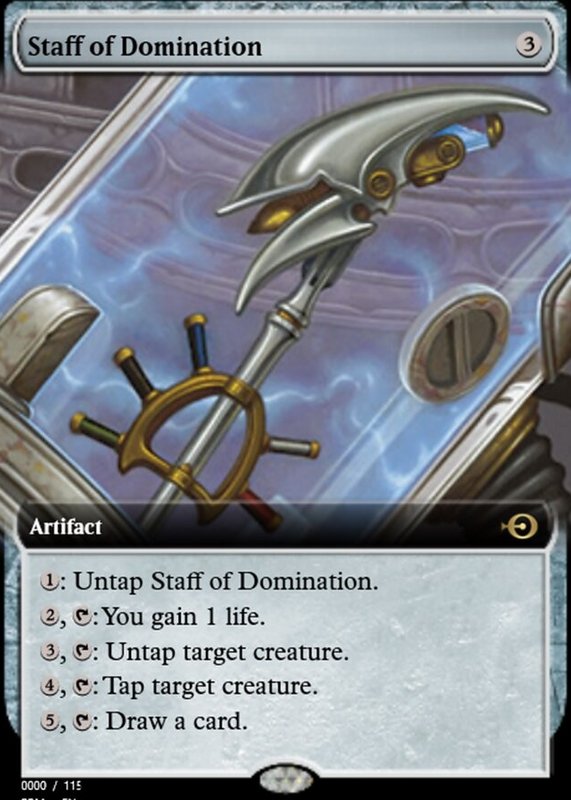 Staff of Domination 3
Artifact
1: Untap Staff of Domination.
2, : You gain 1 life.
3, : Untap target creature.
4, : Tap target creature.
5, : Draw a card.
0000 / 115